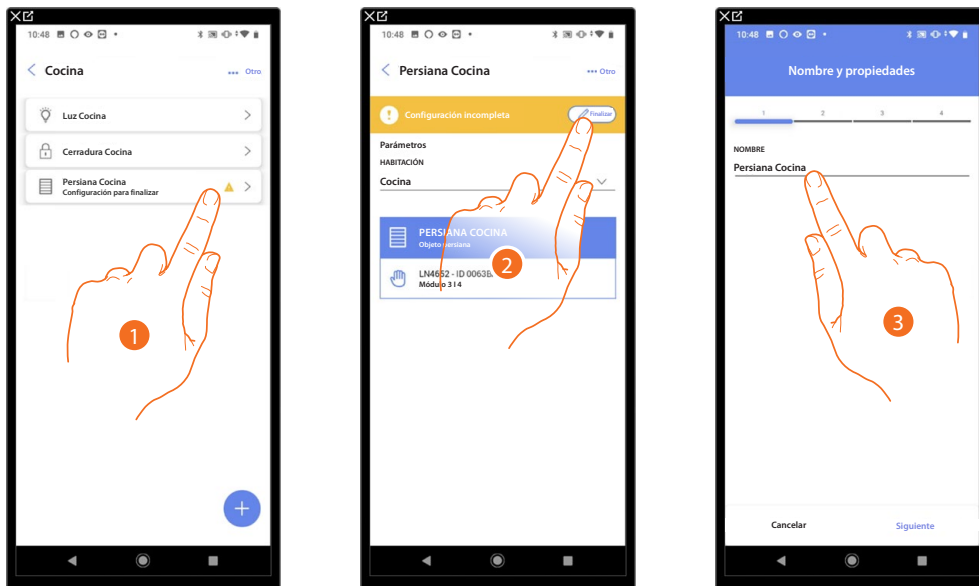 10:48
Cocina
Otro
Luz Cocina
Cerradura Cocina
Persiana Cocina
Configuración para finalizar
1
10:48
Persiana Cocina
Otro
Configuración incompleta
Finalizar
Parámetros
HABITACIÓN
Cocina
PERSIANA COCINA
Objeto persiana
LN4662 - ID 0063B
Módulo 3 I 4
2
10:48
Nombre y propiedades
1 2 3 4
NOMBRE
Persiana Cocina
3
Cancelar Siguiente